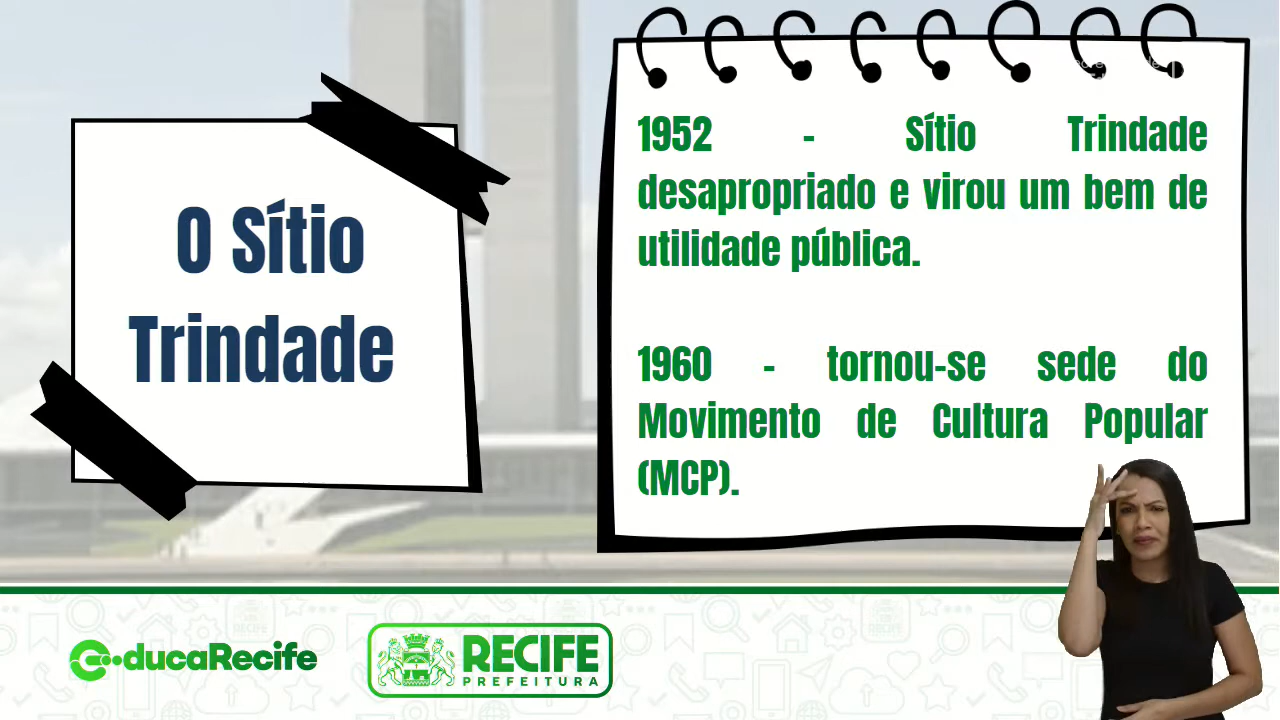 O Sítio
Trindade
1952 - Sítio Trindade
desapropriado e virou um bem de
utilidade pública.
1960 - tornou-se sede do
Movimento de Cultura Popular
(MCP).
ducaRecife
RECIFE
PREFEITURA